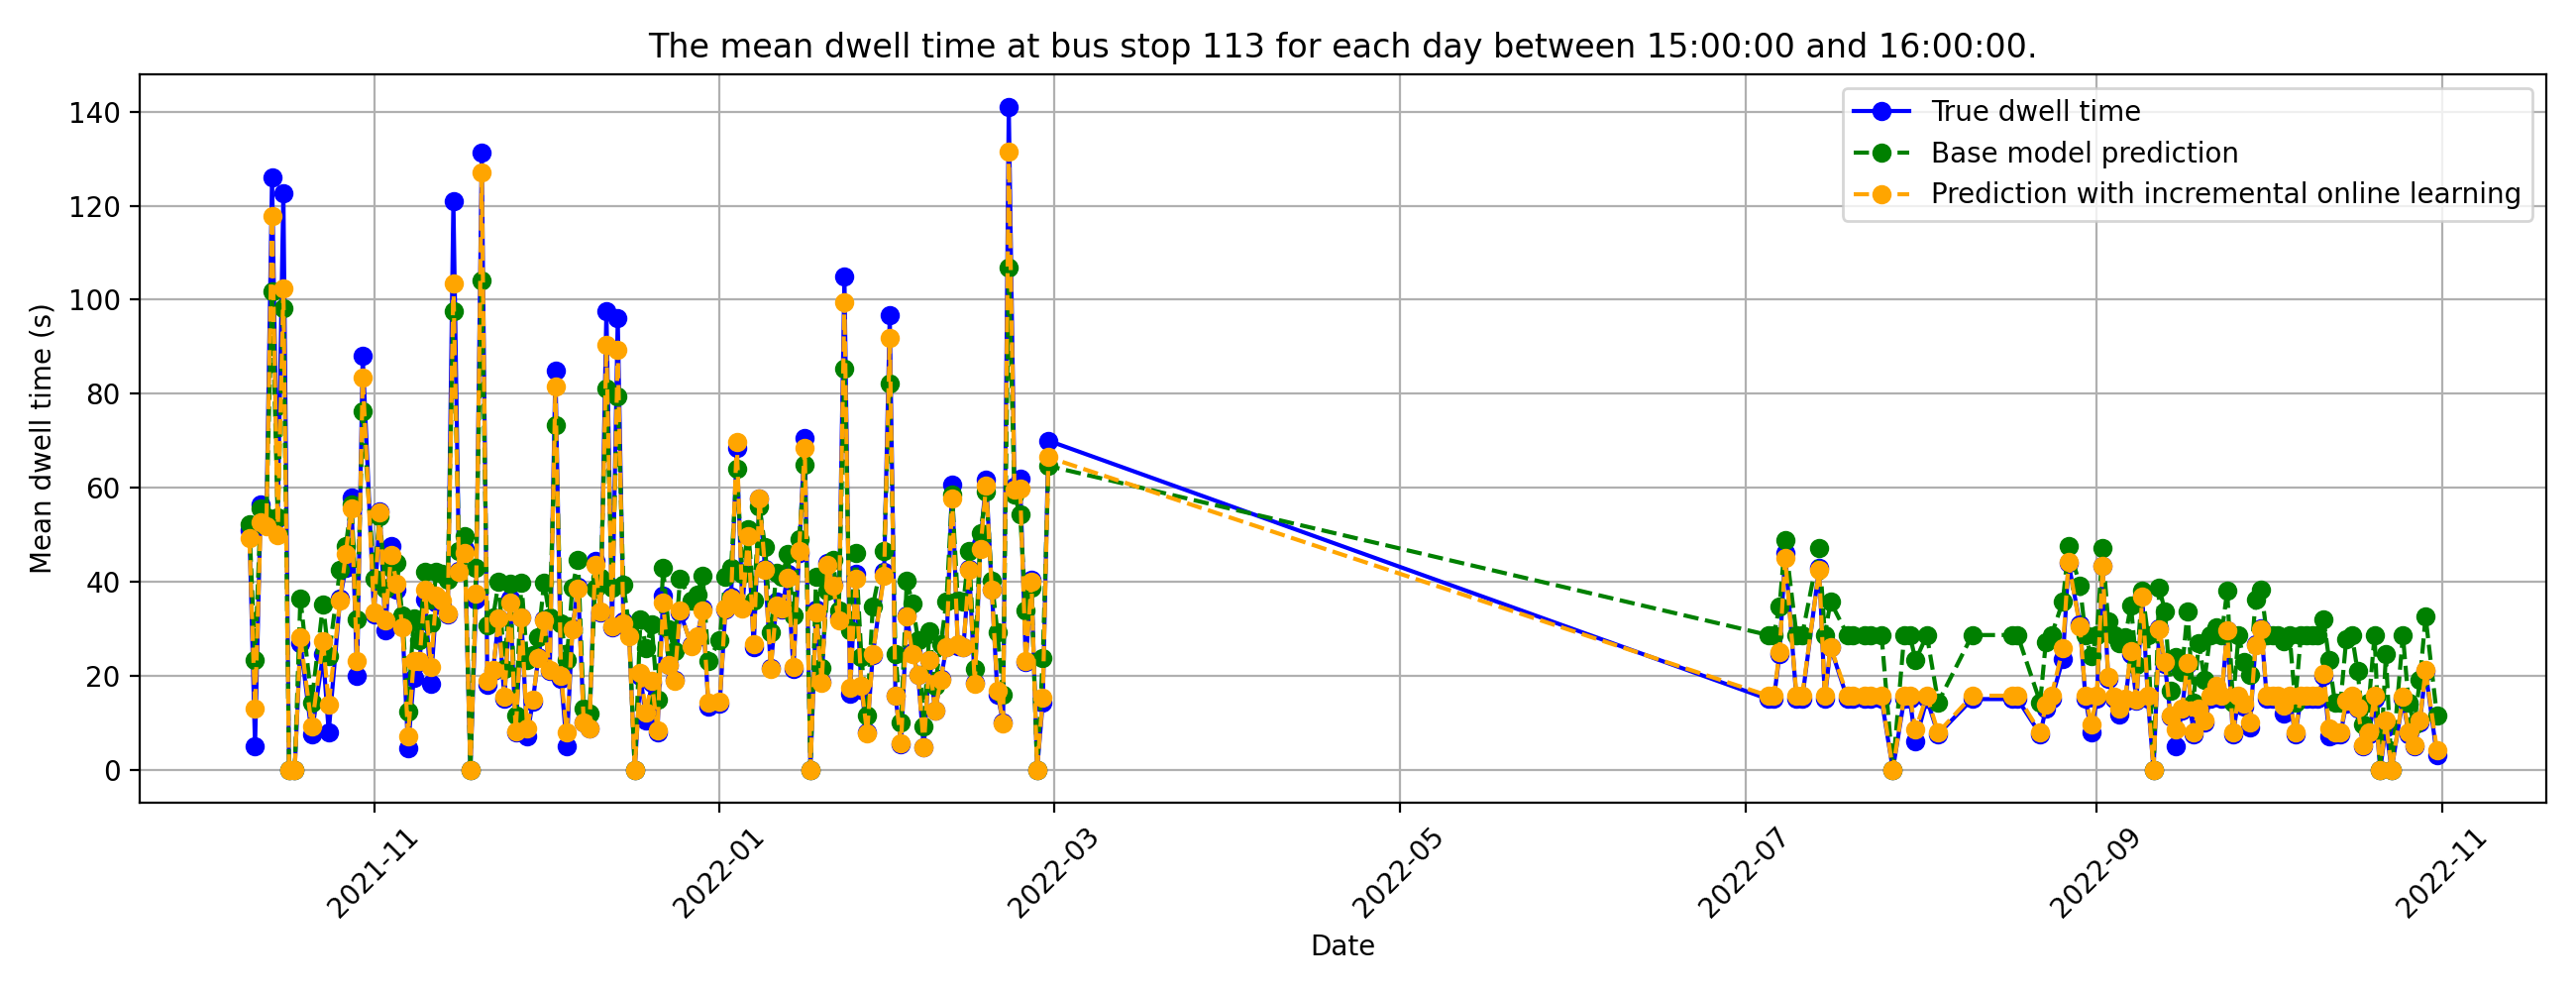 The mean dwell time at bus stop 113 for each day between 15:00:00 and 16:00:00.
True dwell time
Base model prediction
Prediction with incremental online learning
Mean dwell time (s)
140
120
100
80
60
40
20
0
2021-11
2022-01
2022-03
2022-05
2022-07
2022-09
2022-11
Date